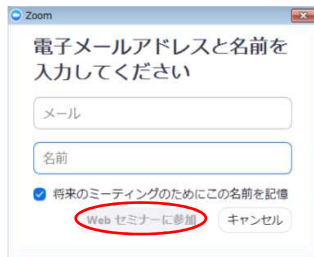 Zoom
電子メールアドレスと名前を
入力してください
メール
名前
将来のミーティングのためにこの名前を記憶
Web セミナーに参加 キャンセル